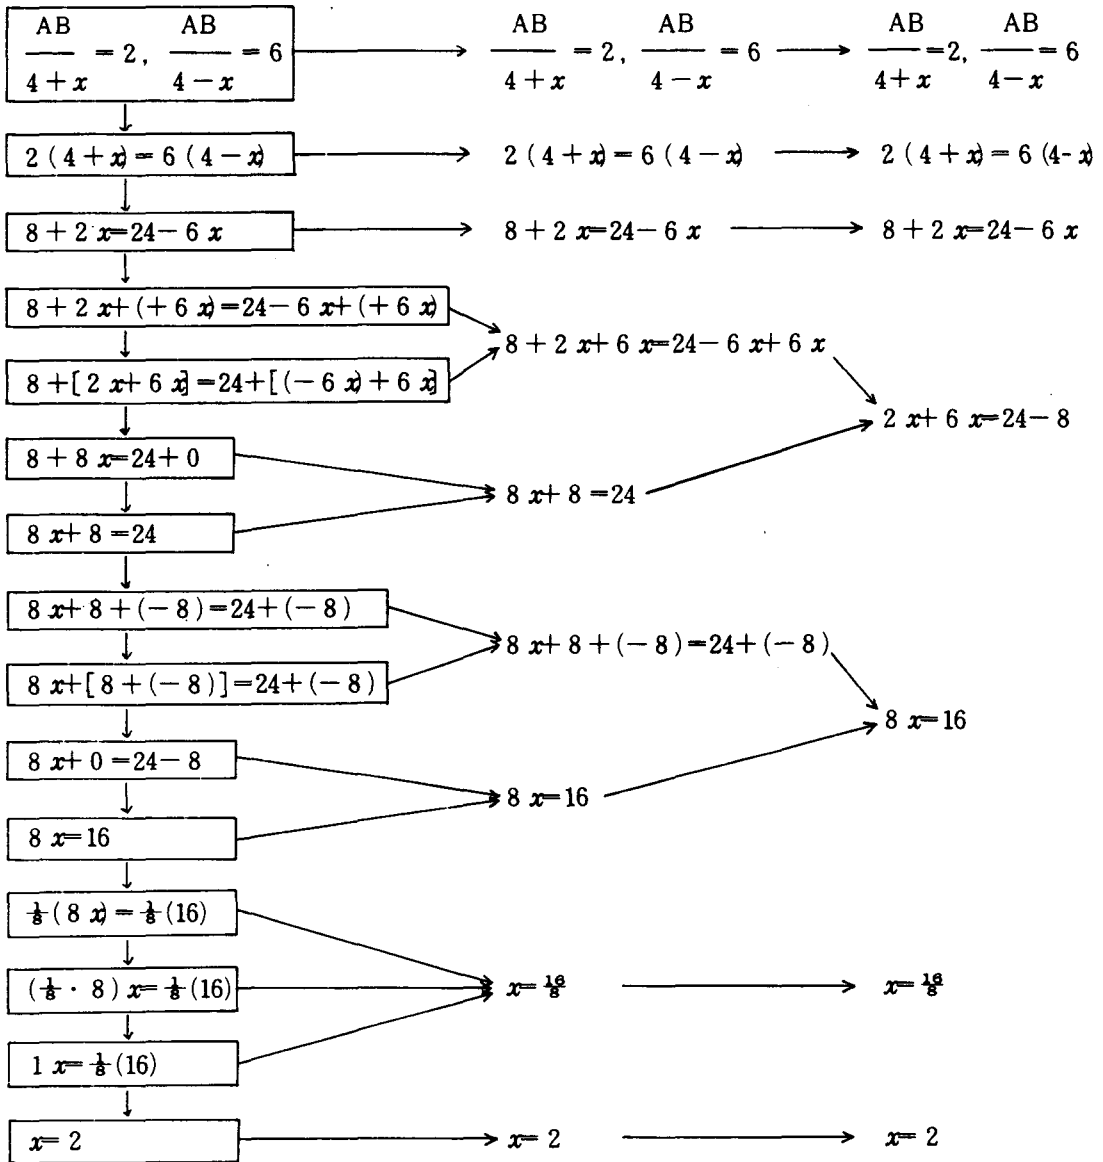 AB/4+x = 2, AB/4-x = 6
AB/4+x = 2, AB/4-x = 6
AB/4+x = 2, AB/4-x = 6
2(4+x) = 6(4-x)
2(4+x) = 6(4-x)
2(4+x) = 6(4-x)
8+2x=24-6x
8+2x=24-6x
8+2x=24-6x
8+2x+(+6x)=24-6x+(+6x)
8+2x+6x=24-6x+6x
8+[2x+6x]=24+[(-6x)+6x]
2x+6x=24-8
8+8x=24+0
8x+8=24
8x+8=24
8x+8+(-8)=24+(-8)
8x+8+(-8)=24+(-8)
8x+[8+(-8)]=24+(-8)
8x=16
8x+0=24-8
8x=16
8x=16
1/8(8x)=1/8(16)
(1/8·8)x=1/8(16)
x=16/8
x=16/8
1x=1/8(16)
x=2
x=2
x=2